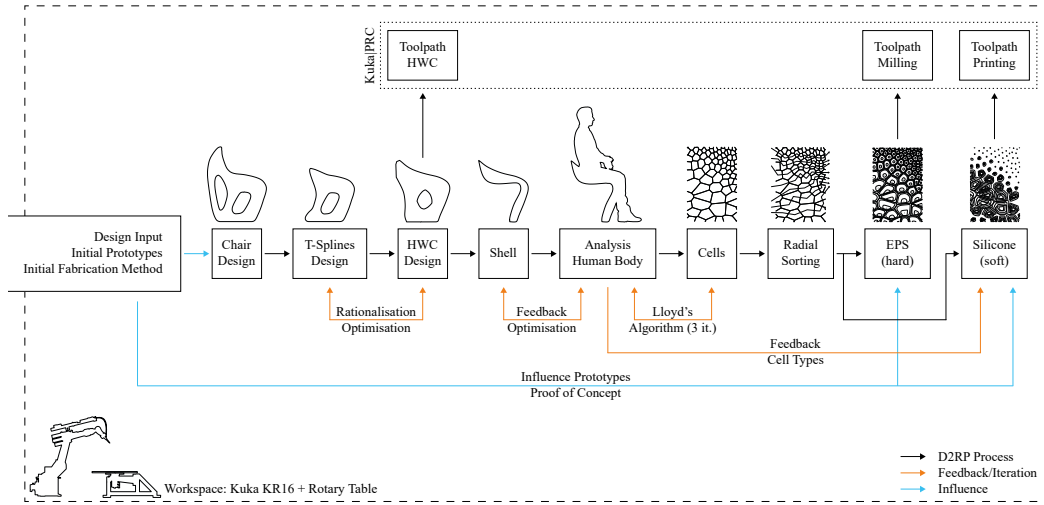 Kuka|PRC
Toolpath
HWC
Toolpath
Milling
Toolpath
Printing
Design Input
Initial Prototypes
Initial Fabrication Method
Chair
Design
T-Splines
Design
HWC
Design
Shell
Analysis
Human Body
Cells
Radial
Sorting
EPS
(hard)
Silicone
(soft)
Rationalisation
Optimisation
Feedback
Optimisation
Lloyd's
Algorithm (3 it.)
Feedback
Cell Types
Influence Prototypes
Proof of Concept
Workspace: Kuka KR16 + Rotary Table
D2RP Process
Feedback/Iteration
Influence